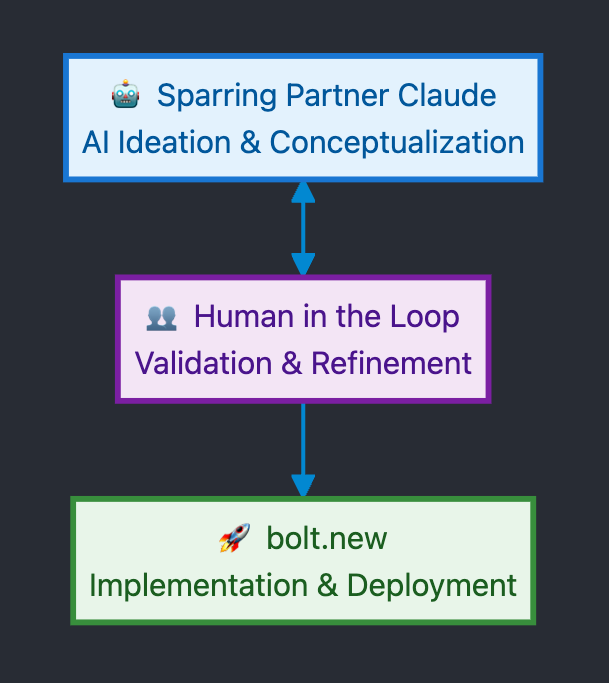 🤖 Sparring Partner Claude
AI Ideation & Conceptualization
👥 Human in the Loop
Validation & Refinement
🚀 bolt.new
Implementation & Deployment